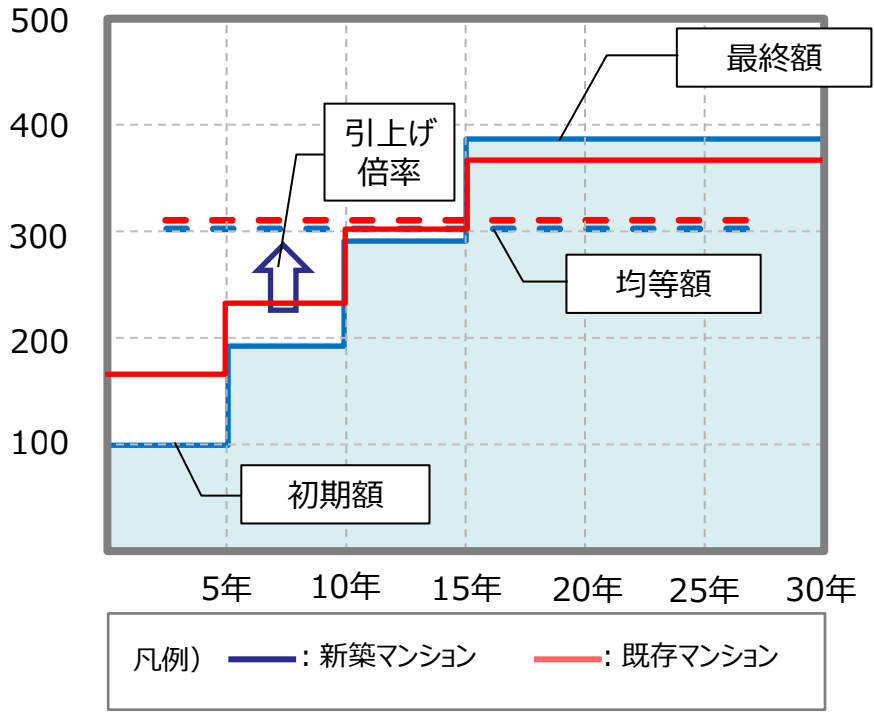 500
最終額
400
引上げ
倍率
300
均等額
200
100
初期額
5年 10年 15年 20年 25年 30年
凡例） : 新築マンション : 既存マンション